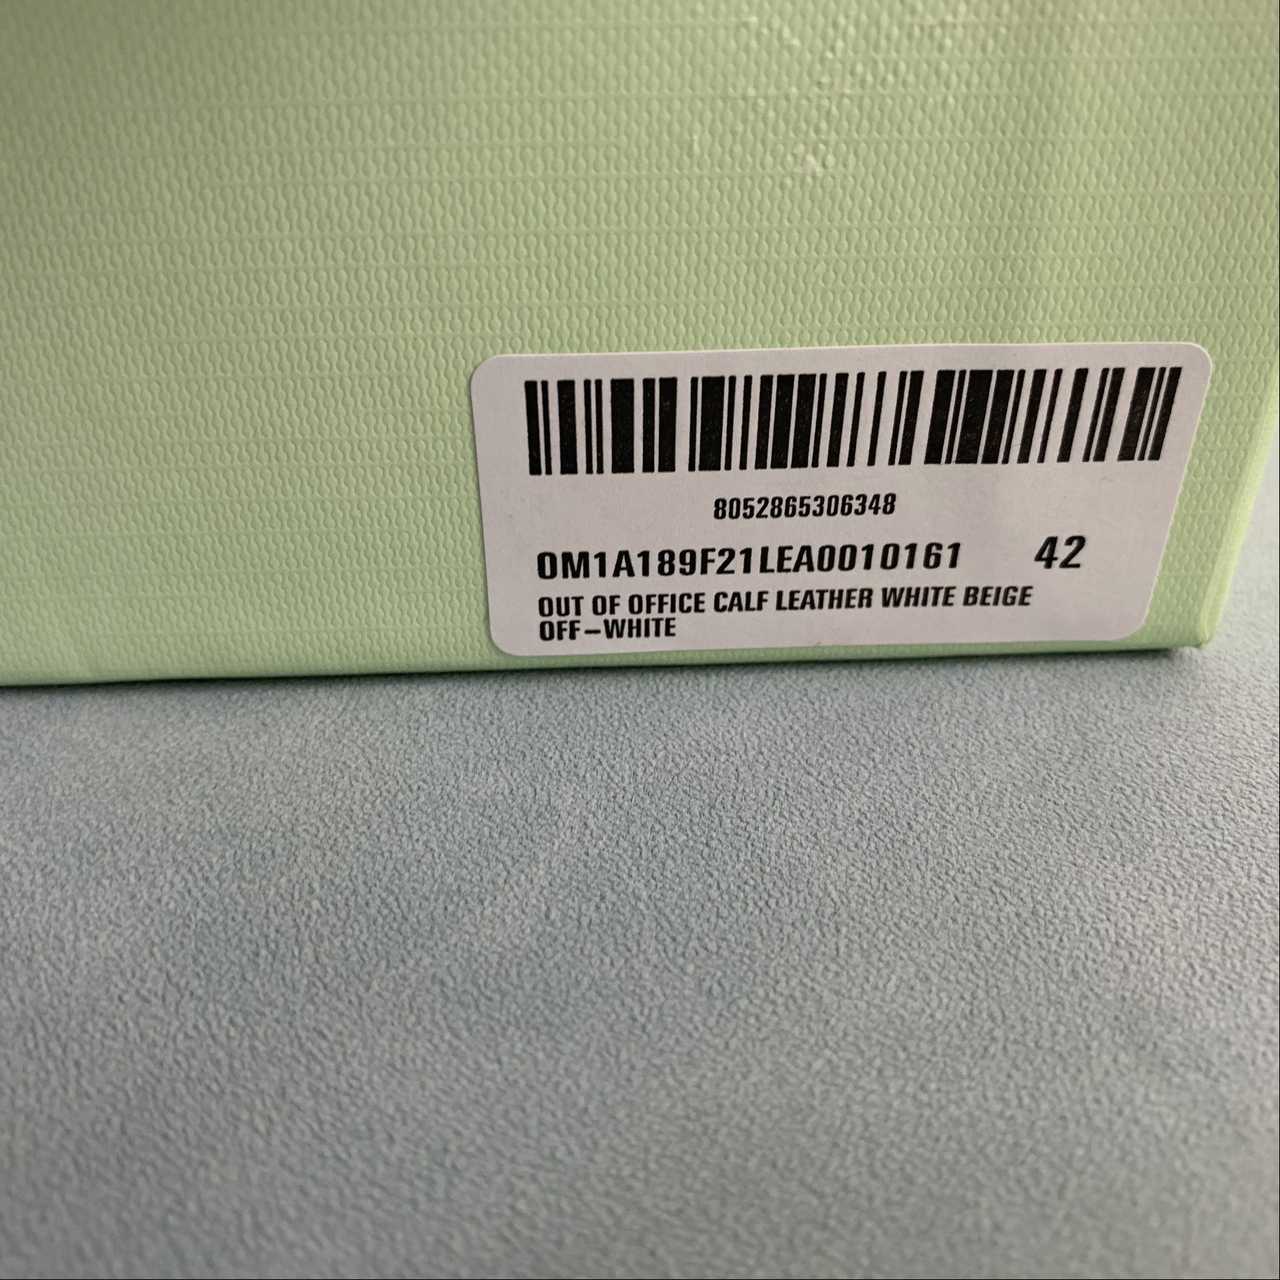 8052865306348
OM1A189F21LEA0010161 42
OUT OF OFFICE CALF LEATHER WHITE BEIGE
OFF-WHITE